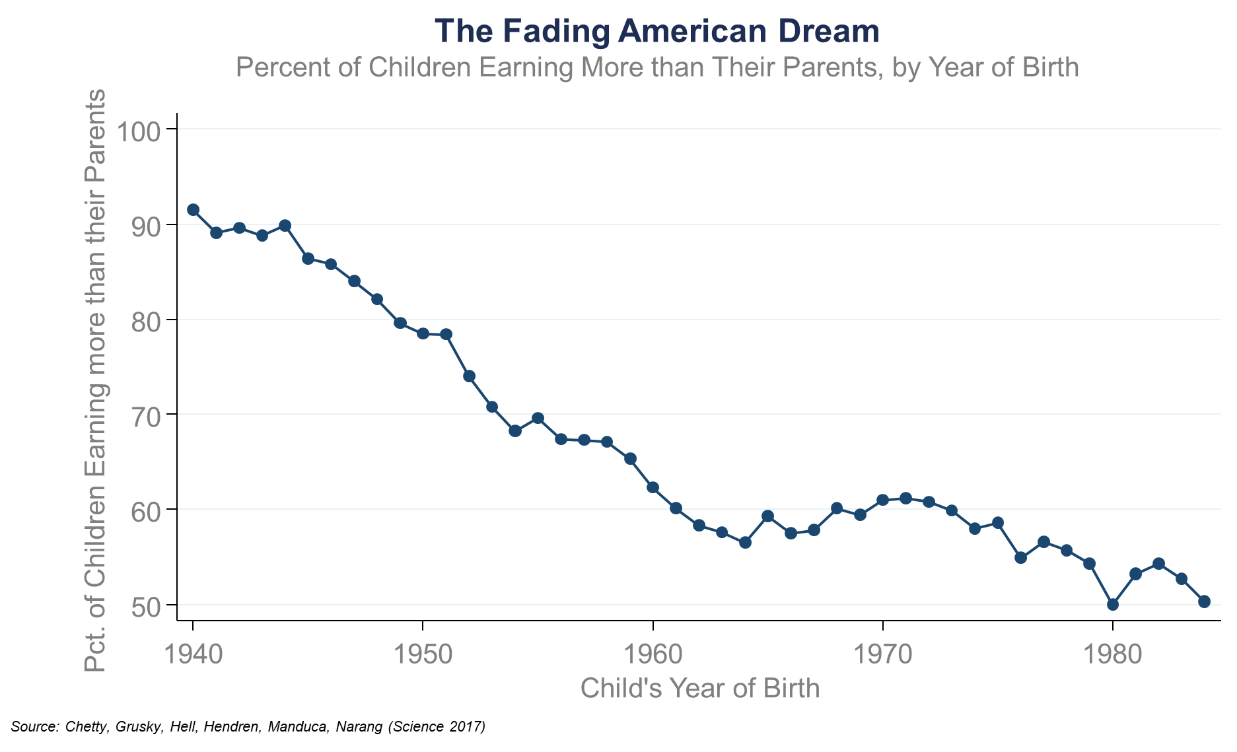 The Fading American Dream
Percent of Children Earning More than Their Parents, by Year of Birth
Pct. of Children Earning more than their Parents
100
90
80
70
60
50
1940
1950
1960
1970
1980
Child's Year of Birth
Source: Chetty, Grusky, Hell, Hendren, Manduca, Narang (Science 2017)